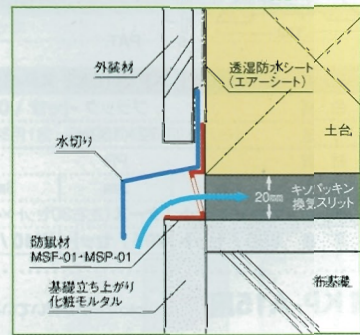 外装材
透湿防水シート
(エアーシート)
土台
水切り
20mm
キソパッキン
換気スリット
防鼠材
MSF-01・MSP-01
基礎立ち上がり
化粧モルタル
布基礎